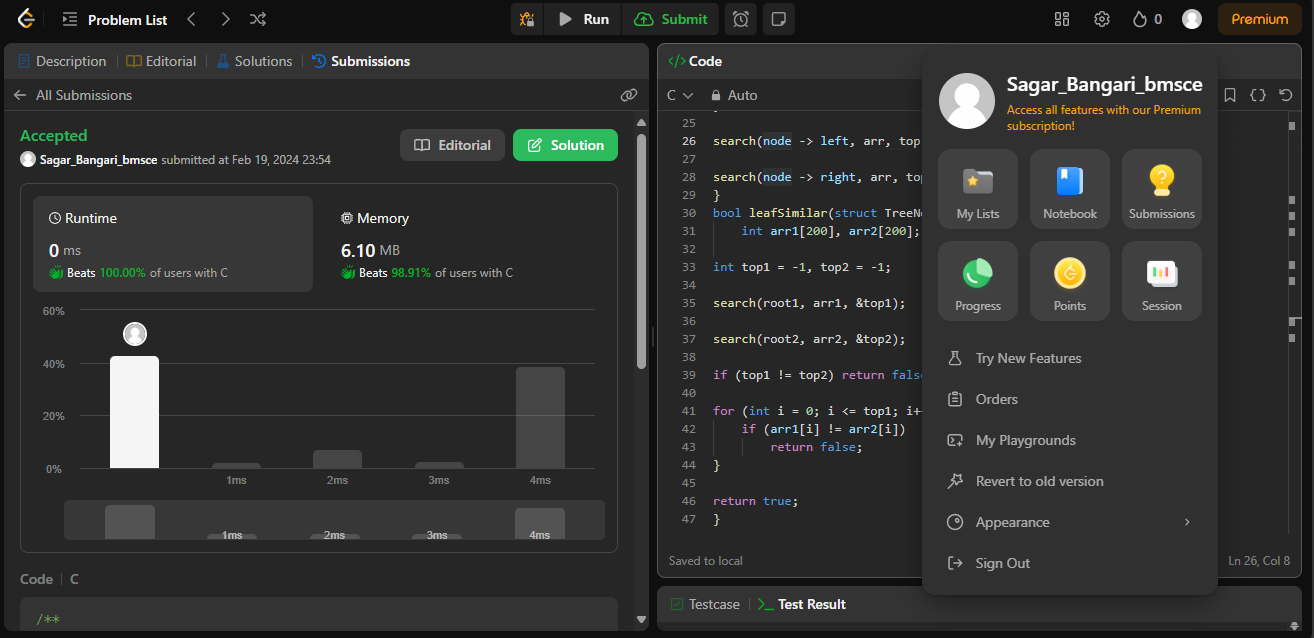 Problem List
Run
Submit
0
Premium
Description
Editorial
Solutions
Submissions
All Submissions
Accepted
Sagar_Bangari_bmsce submitted at Feb 19, 2024 23:54
Editorial
Solution
Runtime
0 ms
Beats 100.00% of users with C
Memory
6.10 MB
Beats 98.91% of users with C
60%
40%
20%
0%
1ms
2ms
3ms
4ms
1ms
2ms
3ms
4ms
Code
C
/**
</> Code
C
Auto
25
26 search(node -> left, arr, top
27
28 search(node -> right, arr, top
29 }
30 bool leafSimilar(struct TreeNo
31 int arr1[200], arr2[200];
32
33 int top1 = -1, top2 = -1;
34
35 search(root1, arr1, &top1);
36
37 search(root2, arr2, &top2);
38
39 if (top1 != top2) return false
40
41 for (int i = 0; i <= top1; i++
42 if (arr1[i] != arr2[i])
43 return false;
44 }
45
46 return true;
47 }
Saved to local
Ln 26, Col 8
Testcase
Test Result
Sagar_Bangari_bmsce
Access all features with our Premium
subscription!
My Lists
Notebook
Submissions
Progress
Points
Session
Try New Features
Orders
My Playgrounds
Revert to old version
Appearance
Sign Out